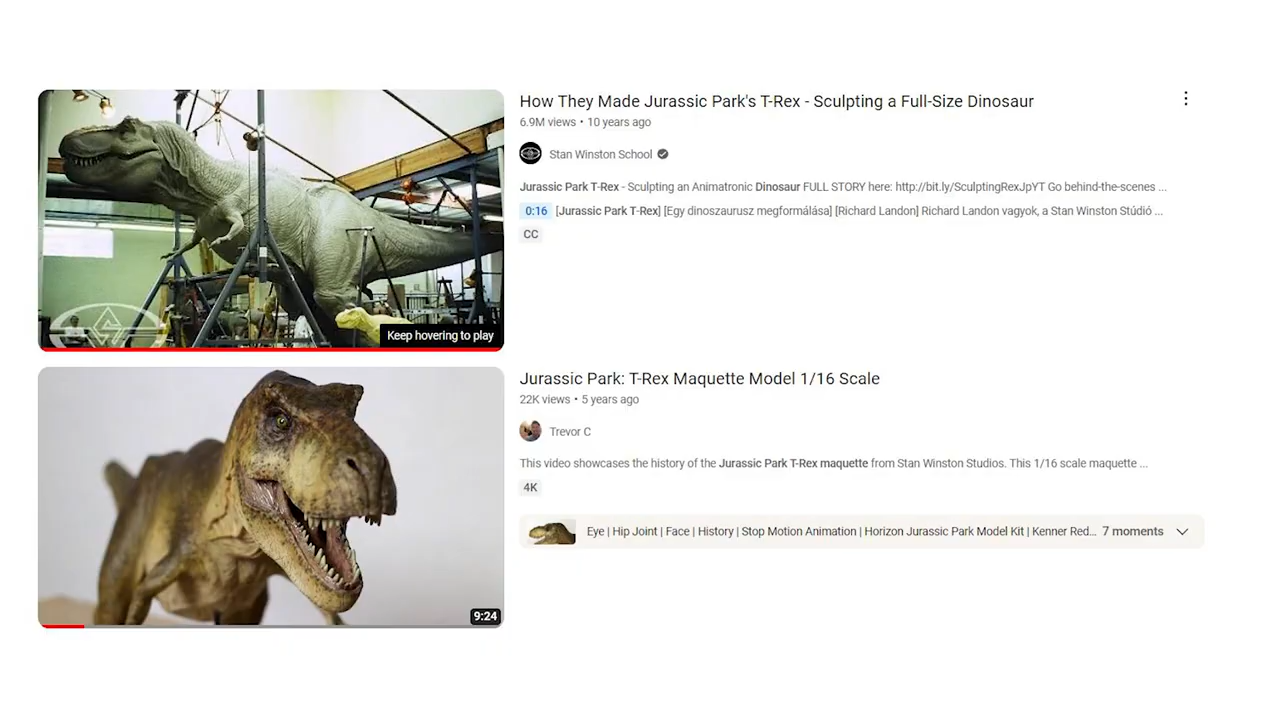 How They Made Jurassic Park's T-Rex - Sculpting a Full-Size Dinosaur
6.9M views • 10 years ago
Stan Winston School
Jurassic Park T-Rex - Sculpting an Animatronic Dinosaur FULL STORY here: http://bit.ly/SculptingRexJpYT Go behind-the-scenes ...
0:16 [Jurassic Park T-Rex] [Egy dinoszaurusz megformálása] [Richard Landon] Richard Landon vagyok, a Stan Winston Stúdió ...
CC
Keep hovering to play
Jurassic Park: T-Rex Maquette Model 1/16 Scale
22K views • 5 years ago
Trevor C
This video showcases the history of the Jurassic Park T-Rex maquette from Stan Winston Studios. This 1/16 scale maquette ...
4K
Eye | Hip Joint | Face | History | Stop Motion Animation | Horizon Jurassic Park Model Kit | Kenner Red... 7 moments
9:24